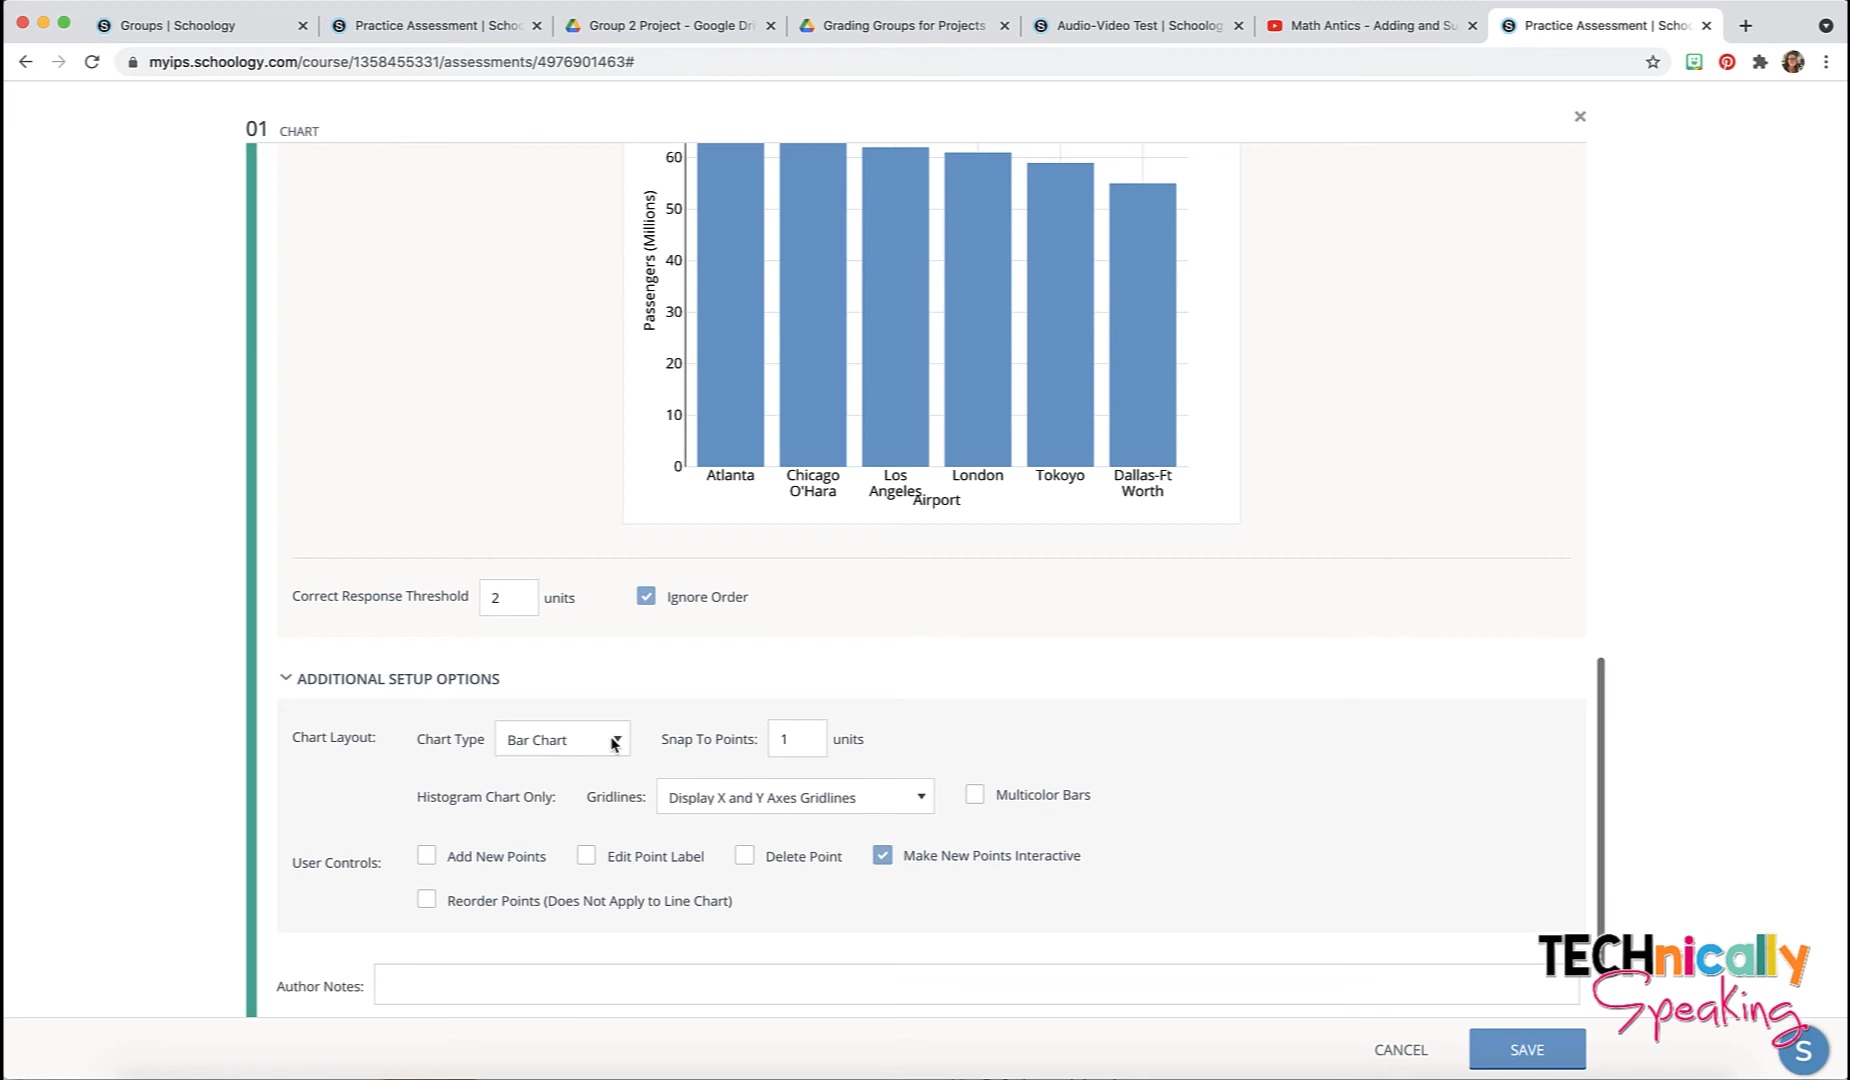 Groups | Schoology
Practice Assessment | Schoo
Group 2 Project - Google Dri
Grading Groups for Projects
Audio-Video Test | Schoolog
Math Antics - Adding and Su
Practice Assessment | Schoo
myips.schoology.com/course/1358455331/assessments/4976901463#
01 CHART
60
50
40
30
20
10
0
Passengers (Millions)
Atlanta Chicago Los London Tokoyo Dallas-Ft
O'Hara Angeles Worth
Airport
Correct Response Threshold 2 units Ignore Order
ADDITIONAL SETUP OPTIONS
Chart Layout: Chart Type Bar Chart Snap To Points: 1 units
Histogram Chart Only: Gridlines: Display X and Y Axes Gridlines Multicolor Bars
User Controls: Add New Points Edit Point Label Delete Point Make New Points Interactive
Reorder Points (Does Not Apply to Line Chart)
Author Notes:
TECHnically
Speaking
CANCEL SAVE
S